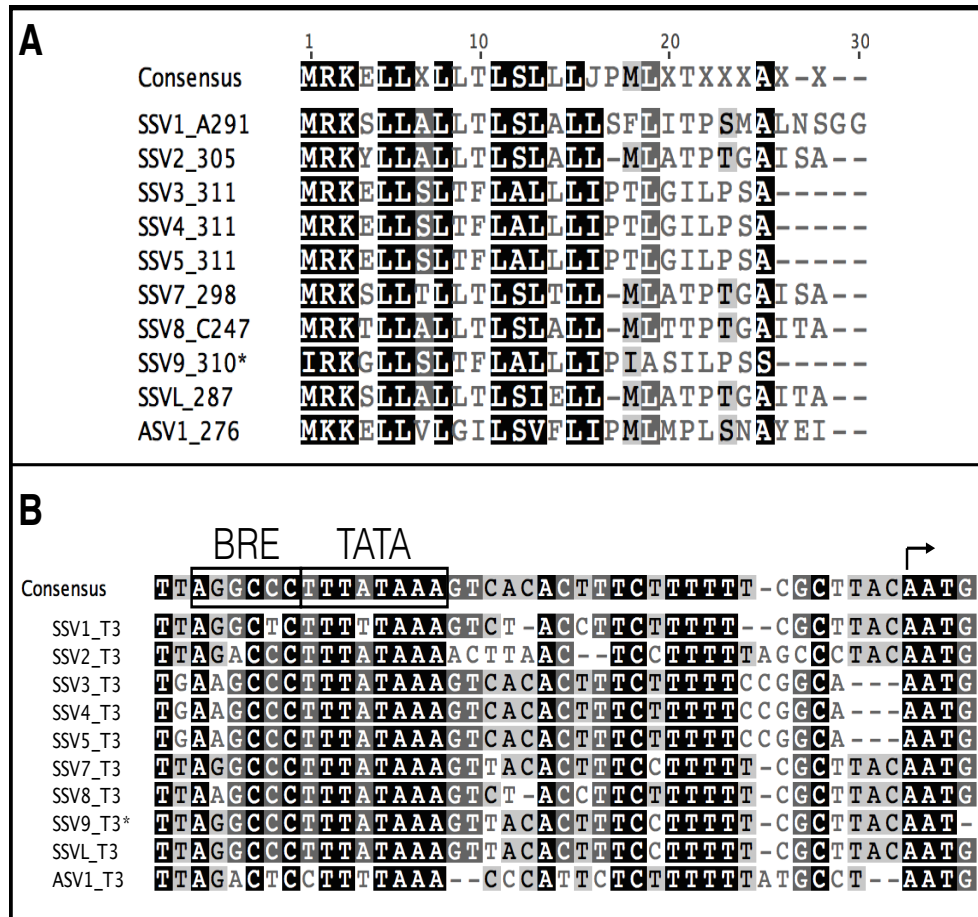 A
1 10 20 30
Consensus MRKELLXLLTLSLLLJPMLXTXXXAX-X--
SSV1_A291 MRKSLLALLTLSLALLSFLITPSMALNSGG
SSV2_305 MRKYLLALLTLSLALL-MLATPTGAISA--
SSV3_311 MRKELLSLTFLALLLIPTLGILPSA-----
SSV4_311 MRKELLSLTFLALLLIPTLGILPSA-----
SSV5_311 MRKELLSLTFLALLLIPTLGILPSA-----
SSV7_298 MRKSLLTLLTLSLTLL-MLATPTGAISA--
SSV8_C247 MRKTLLALLTLSLALL-MLTTPTGAITA--
SSV9_310* IRKGLLSLTFLALLLIPIASILPSS-----
SSVL_287 MRKSLLALLTLSIELL-MLATPTGAITA--
ASV1_276 MKKELLVLGILSVFLIPMLMPLSNAYEI--
B
BRE TATA
Consensus TTAGGCCCTTTATAAAGTCACACTTTCTTTTTT-CGCTTACAATG
SSV1_T3 TTAGGCTCTTTTTAAAGTCT-ACCTTCTTTTT--CGCTTACAATG
SSV2_T3 TTAGACCCTTTATAAAACTTAAC--TCCTTTTTAGCCCTACAATG
SSV3_T3 TGAAGCCCTTTATAAAGTCACACTTTCTTTTTCCGGCA---AATG
SSV4_T3 TGAAGCCCTTTATAAAGTCACACTTTCTTTTTCCGGCA---AATG
SSV5_T3 TGAAGCCCTTTATAAAGTCACACTTTCTTTTTCCGGCA---AATG
SSV7_T3 TTAGGCCCTTTATAAAGTTACACTTTCCTTTTT-CGCTTACAATG
SSV8_T3 TTAAGCCCTTTATAAAGTCT-ACCTTCTTTTTT-CGCTTACAATG
SSV9_T3* TTAGGCCCTTTATAAAGTTACACTTTCCTTTTT-CGCTTACAAT-
SSVL_T3 TTAGGCCCTTTATAAAGTTACACTTTCCTTTTT-CGCTTACAATG
ASV1_T3 TTAGACTCCTTTTAAA--CCCATTCTCTTTTTTATGCCT--AATG